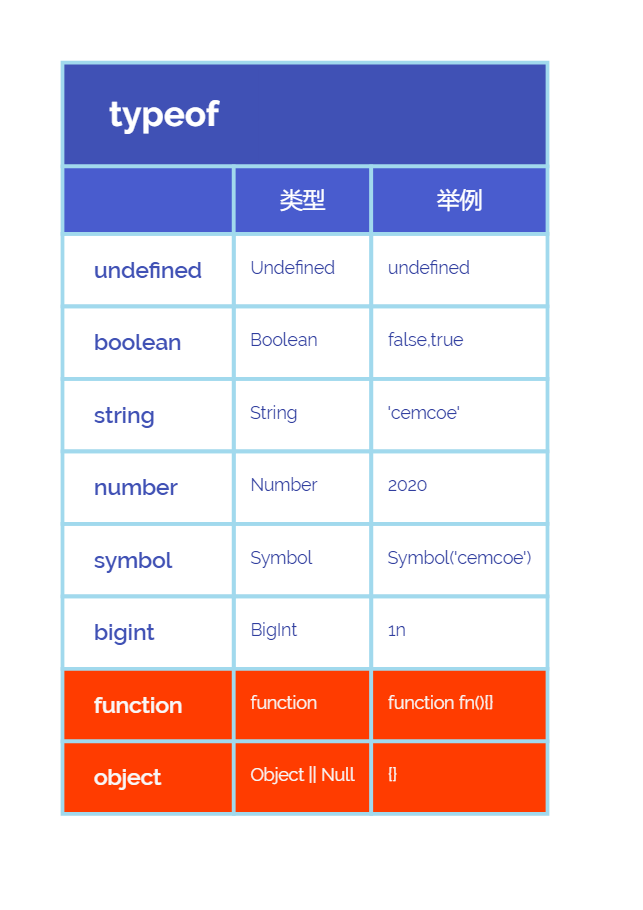 typeof
类型 举例
undefined Undefined undefined
boolean Boolean false,true
string String 'cemcoe'
number Number 2020
symbol Symbol Symbol('cemcoe')
bigint BigInt 1n
function function function fn(){}
object Object || Null {}